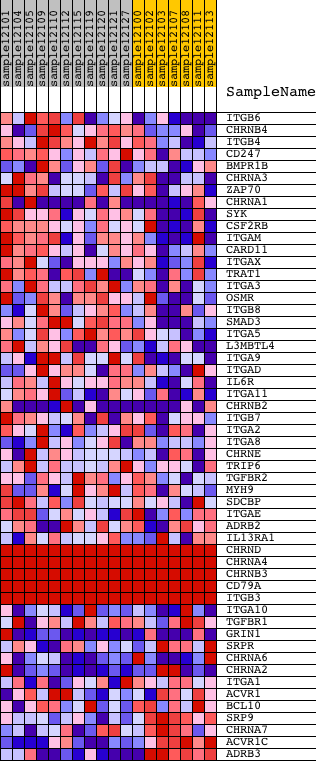 sample12101
sample12104
sample12105
sample12109
sample12110
sample12112
sample12115
sample12120
sample12127
sample12100
sample12102
sample12103
sample12107
sample12108
sample12111
SampleName
ITGB6
CHRNB4
ITGB4
CD247
BMPR1B
CHRNA3
ZAP70
CHRNA1
SYK
CSF2RB
ITGAM
CARD11
ITGAX
TRAT1
ITGA3
OSMR
ITGB8
SMAD3
ITGA5
L3MBTL4
ITGA9
ITGAD
IL6R
ITGA11
CHRNB2
ITGB7
ITGA2
ITGA8
CHRNE
TRIP6
TGFBR2
MYH9
SDCBP
ITGAE
ADRB2
IL13RA1
CHRND
CHRNA4
CHRNB3
CD79A
ITGB3
ITGA10
TGFBR1
GRIN1
SRPR
CHRNA6
CHRNA2
ITGA1
ACVR1
BCL10
SRP9
CHRNA7
ACVR1C
ADRB3